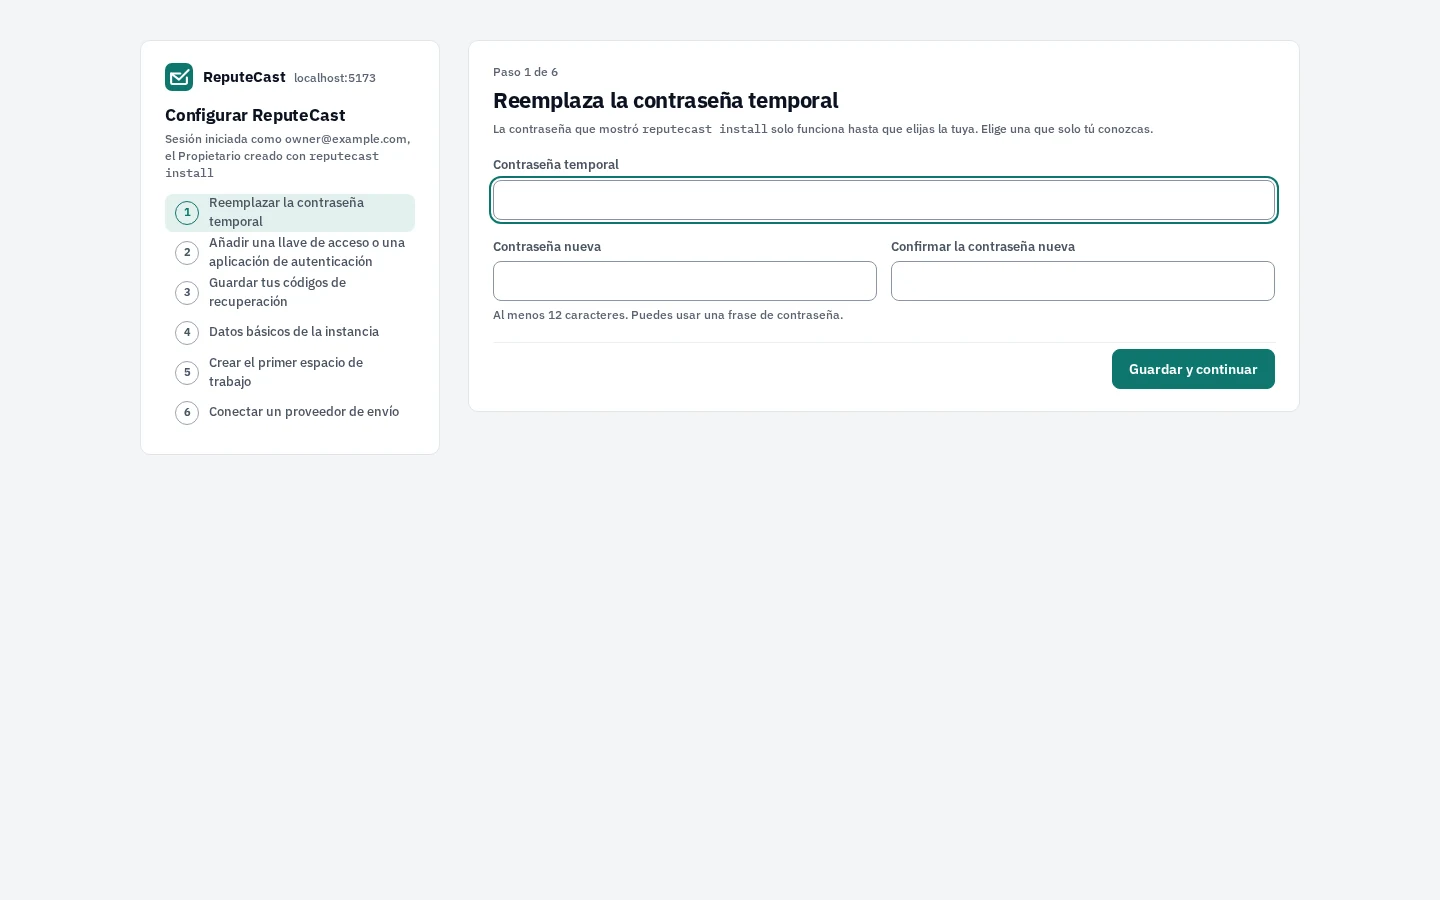 ReputeCast localhost:5173
Configurar ReputeCast
Sesión iniciada como owner@example.com,
el Propietario creado con reputecast
install
1 Reemplazar la contraseña
temporal
2 Añadir una llave de acceso o una
aplicación de autenticación
3 Guardar tus códigos de
recuperación
4 Datos básicos de la instancia
5 Crear el primer espacio de
trabajo
6 Conectar un proveedor de envío
Paso 1 de 6
Reemplaza la contraseña temporal
La contraseña que mostró reputecast install solo funciona hasta que elijas la tuya. Elige una que solo tú conozcas.
Contraseña temporal
Contraseña nueva
Confirmar la contraseña nueva
Al menos 12 caracteres. Puedes usar una frase de contraseña.
Guardar y continuar